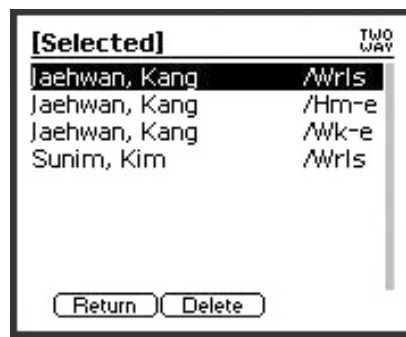 [Selected] TWO WAY
Jaehwan, Kang /Wrls
Jaehwan, Kang /Hm-e
Jaehwan, Kang /Wk-e
Sunim, Kim /Wrls
Return Delete